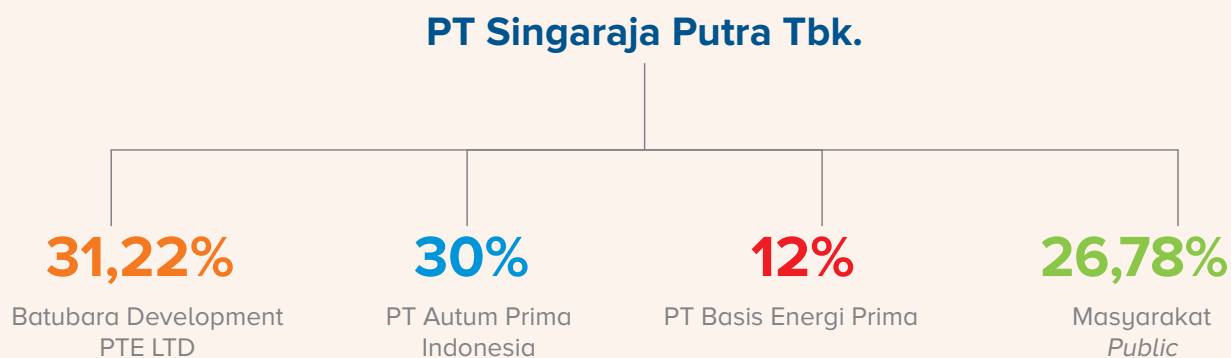 PT Singaraja Putra Tbk.
31,22%
Batubara Development
PTE LTD
30%
PT Autum Prima
Indonesia
12%
PT Basis Energi Prima
26,78%
Masyarakat
Public